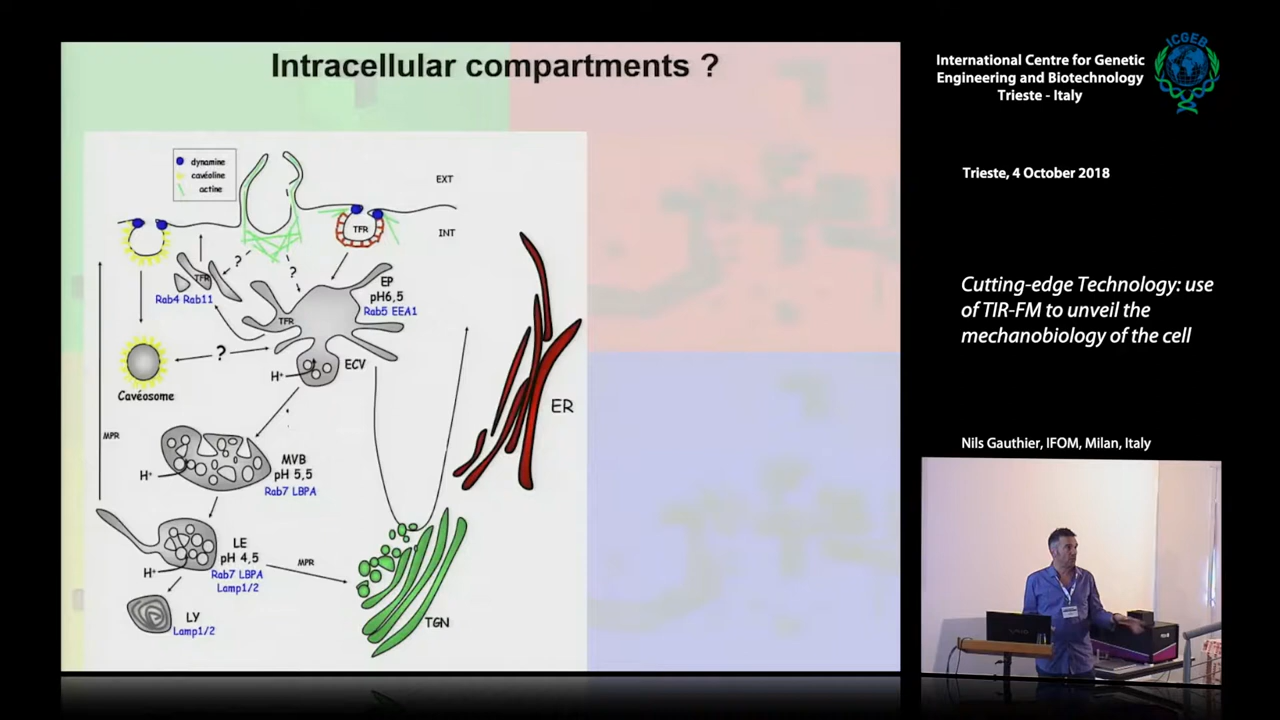 Intracellular compartments ?
dynamine
cavéoline
actine
EXT
INT
TFR
?
?
TFR
Rab4 Rab11
EP
pH6,5
Rab5 EEA1
TFR
?
ECV
H+
Cavéosome
ER
MPR
MVB
pH 5,5
Rab7 LBPA
H+
LE
pH 4,5
Rab7 LBPA
Lamp1/2
H+
MPR
LY
Lamp1/2
TGN
ICGEB
International Centre for Genetic
Engineering and Biotechnology
Trieste - Italy
Trieste, 4 October 2018
Cutting-edge Technology: use
of TIR-FM to unveil the
mechanobiology of the cell
Nils Gauthier, IFOM, Milan, Italy